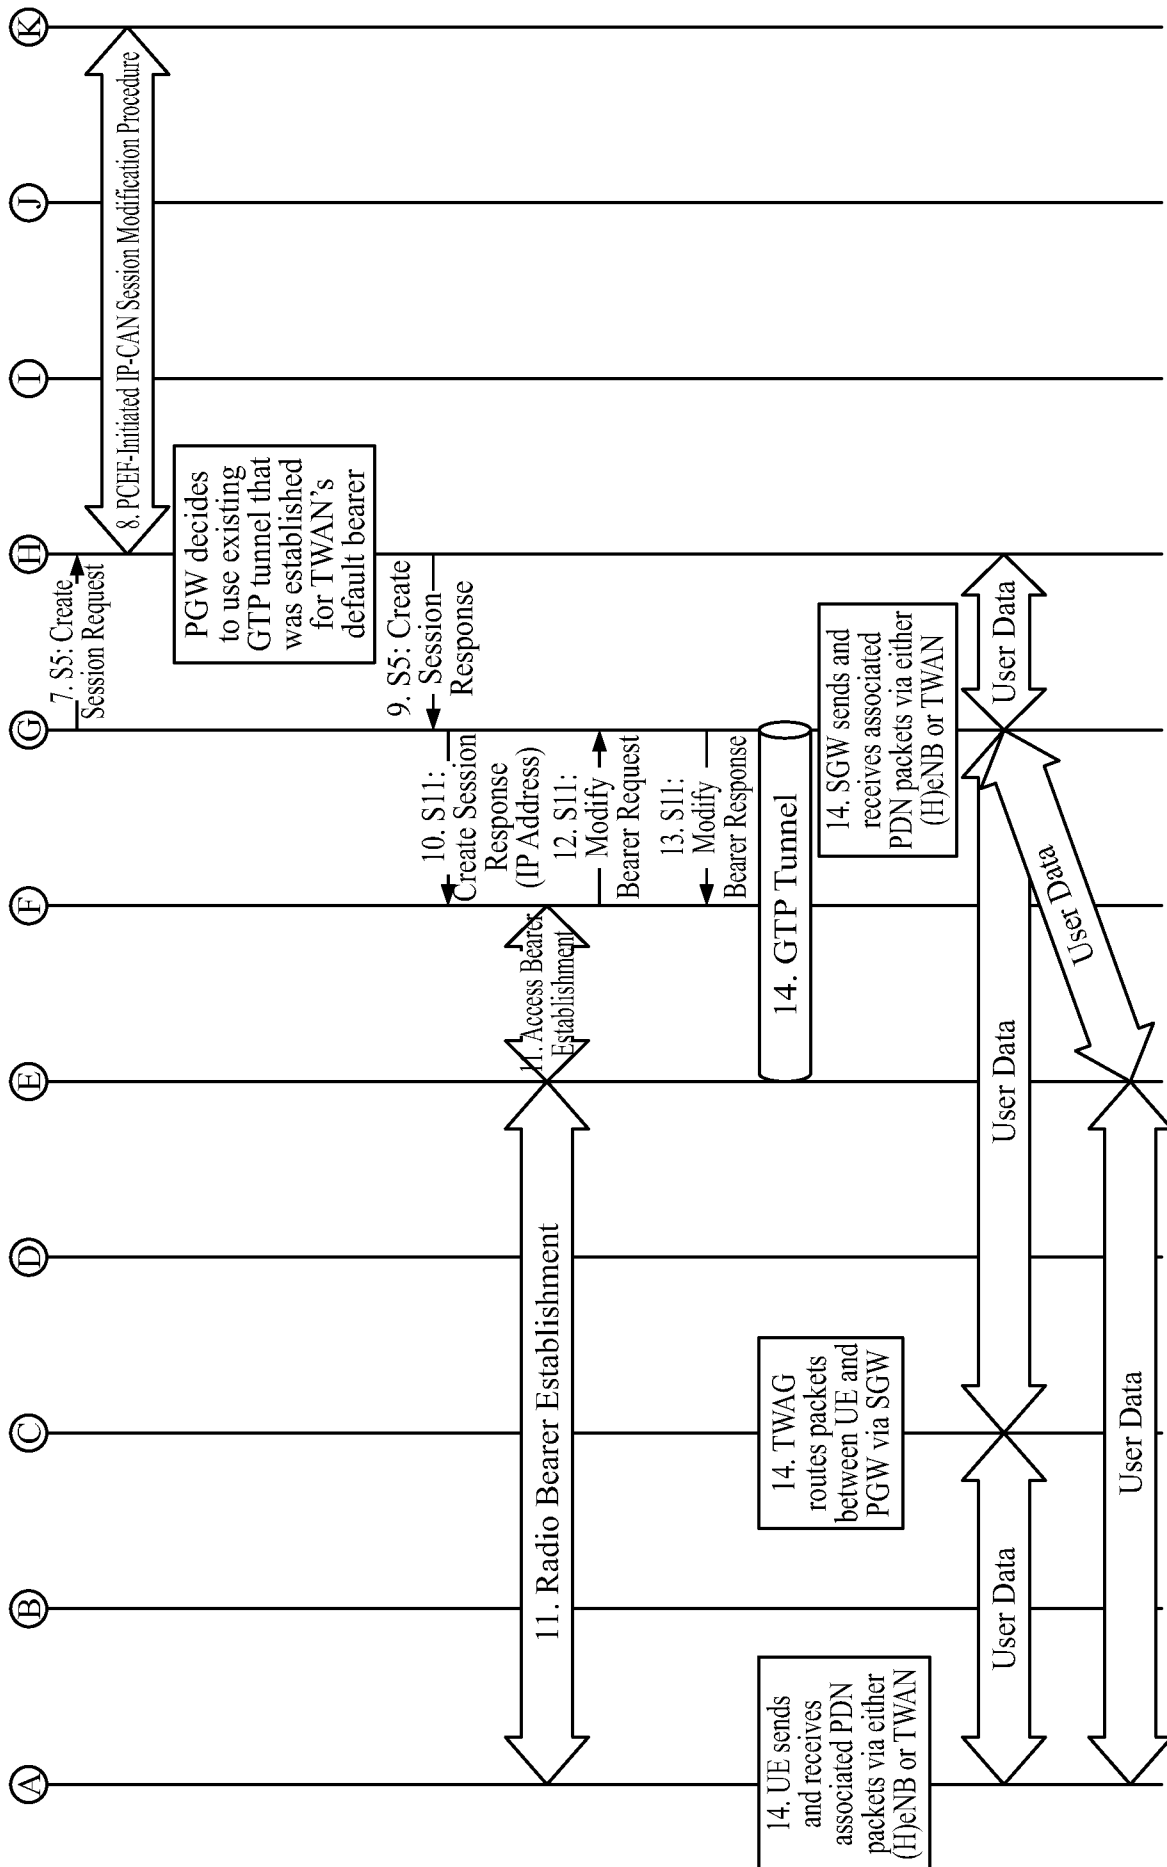 A
B
C
D
E
F
G
H
I
J
K
7. S5: Create
Session Request
8. PCEF-Initiated IP-CAN Session Modification Procedure
PGW decides
to use existing
GTP tunnel that
was established
for TWAN's
default bearer
9. S5: Create
Session
Response
10. S11:
Create Session
Response
(IP Address)
11. Radio Bearer Establishment
11. Access Bearer
Establishment
12. S11:
Modify
Bearer Request
13. S11:
Modify
Bearer Response
14. GTP Tunnel
14. UE sends
and receives
associated PDN
packets via either
(H)eNB or TWAN
14. TWAG
routes packets
between UE and
PGW via SGW
14. SGW sends and
receives associated
PDN packets via either
(H)eNB or TWAN
User Data
User Data
User Data
User Data
User Data